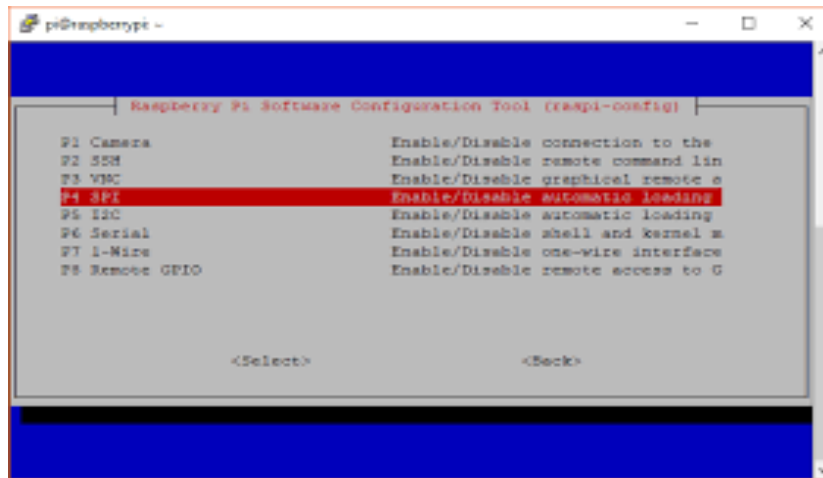 pi@raspberrypi: ~
Raspberry Pi Software Configuration Tool (raspi-config)
P1 Camera Enable/Disable connection to the
P2 SSH Enable/Disable remote command lin
P3 VNC Enable/Disable graphical remote a
P4 SPI Enable/Disable automatic loading
P5 I2C Enable/Disable automatic loading
P6 Serial Enable/Disable shell and kernel m
P7 1-Wire Enable/Disable one-wire interface
P8 Remote GPIO Enable/Disable remote access to G
<Select> <Back>